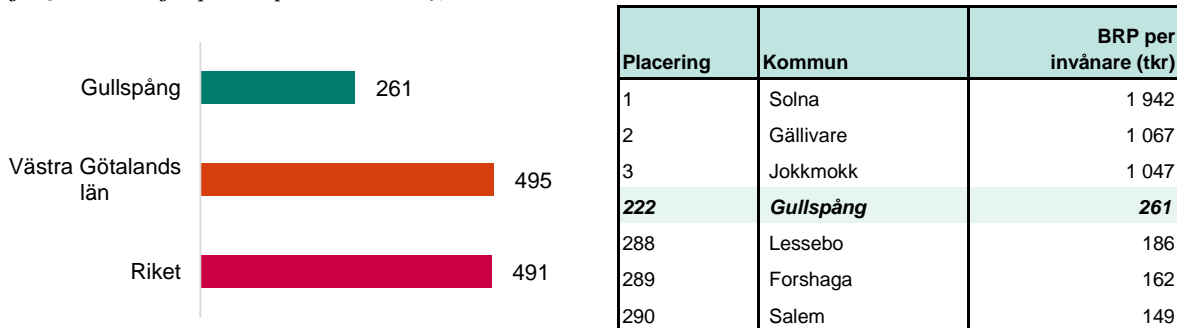 Gullspång
261
Västra Götalands
län
495
Riket
491
Placering Kommun BRP per
invånare (tkr)
1 Solna 1 942
2 Gällivare 1 067
3 Jokkmokk 1 047
222 Gullspång 261
288 Lessebo 186
289 Forshaga 162
290 Salem 149